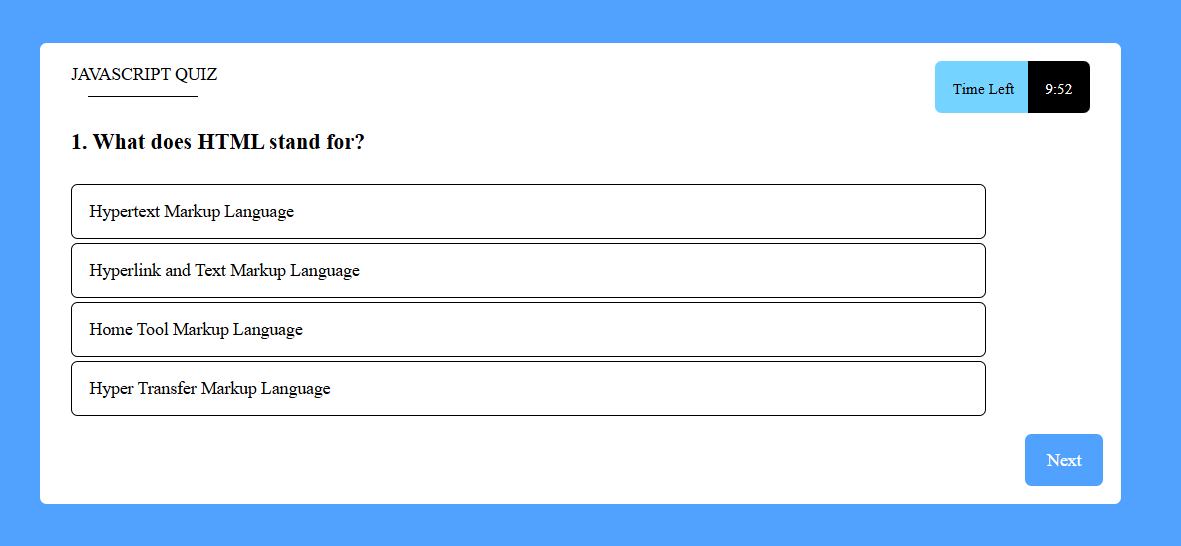 JAVASCRIPT QUIZ
Time Left 9:52
1. What does HTML stand for?
Hypertext Markup Language
Hyperlink and Text Markup Language
Home Tool Markup Language
Hyper Transfer Markup Language
Next